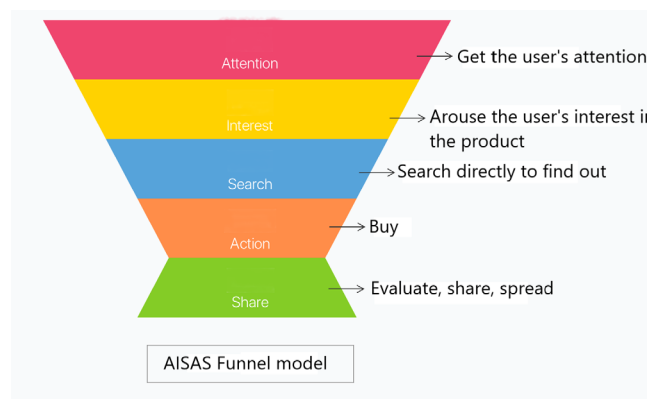 Attention
Get the user's attention
Interest
Arouse the user's interest
the product
Search
Search directly to find out
Action
Buy
Share
Evaluate, share, spread
AISAS Funnel model